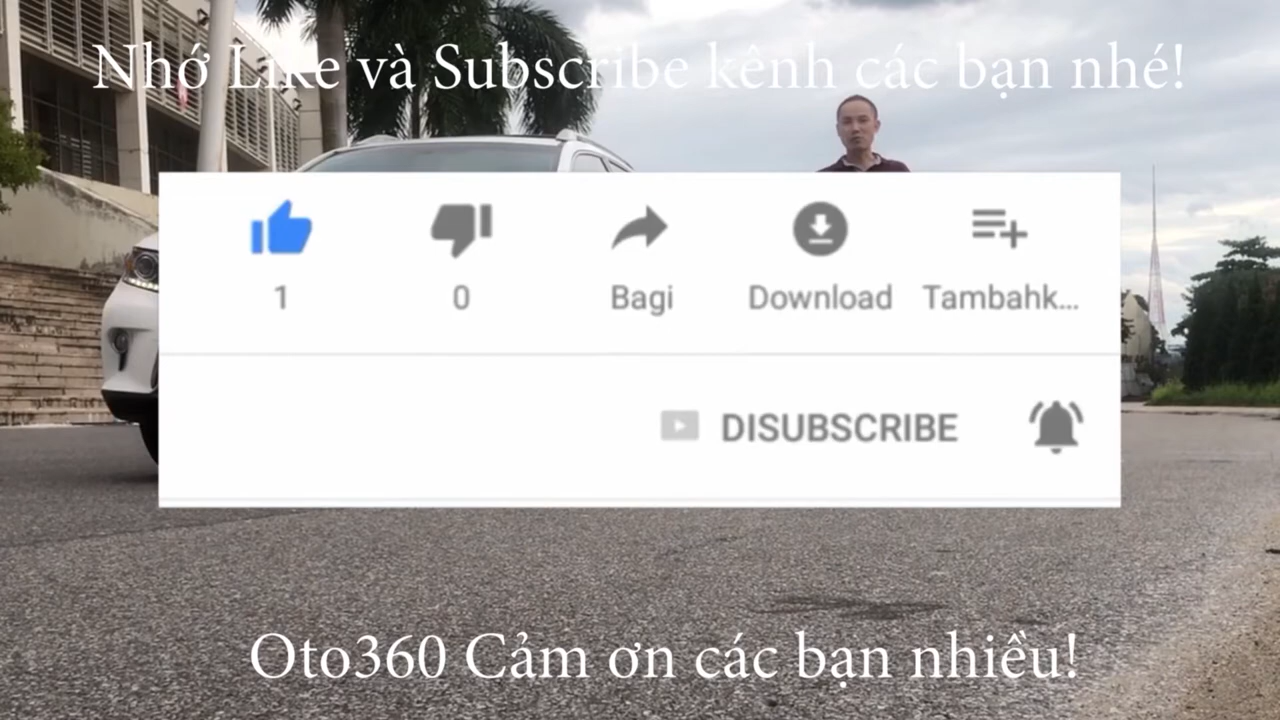 Nhớ Like và Subscribe kênh các bạn nhé!
1 0 Bagi Download Tambahk...
DISUBSCRIBE
Oto360 Cảm ơn các bạn nhiều!